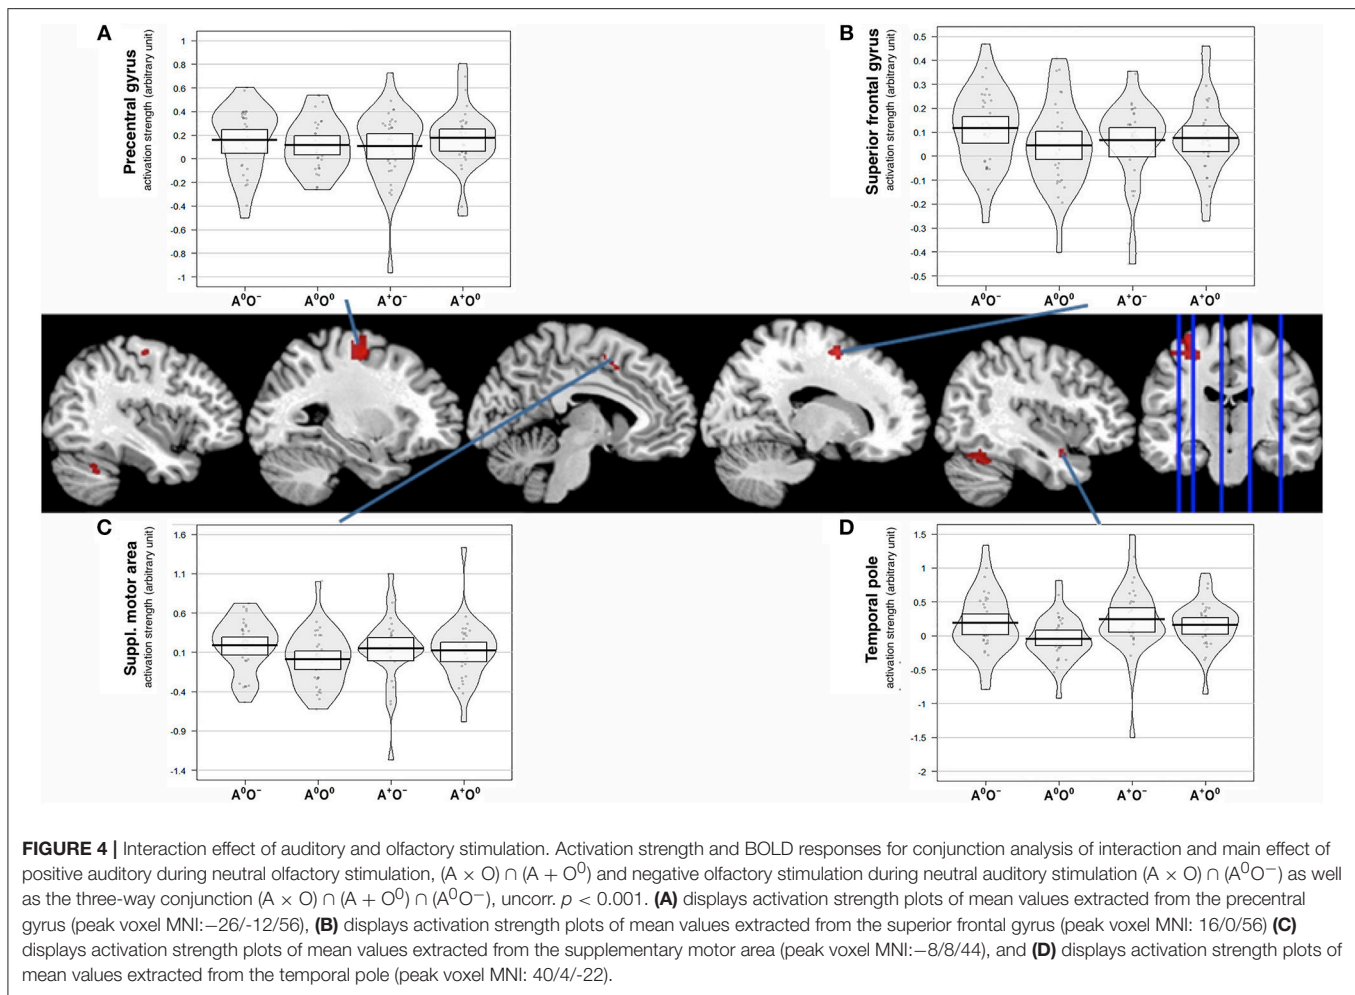 A
Precentral gyrus
activation strength (arbitrary unit)
1
0.8
0.6
0.4
0.2
0
-0.2
-0.4
-0.6
-0.8
-1
A⁰O⁻ A⁰O⁰ A⁺O⁻ A⁺O⁰
B
Superior frontal gyrus
activation strength (arbitrary unit)
0.5
0.4
0.3
0.2
0.1
0
-0.1
-0.2
-0.3
-0.4
-0.5
A⁰O⁻ A⁰O⁰ A⁺O⁻ A⁺O⁰
C
Suppl. motor area
activation strength (arbitrary unit)
1.6
1.1
0.6
0.1
-0.4
-0.9
-1.4
A⁰O⁻ A⁰O⁰ A⁺O⁻ A⁺O⁰
D
Temporal pole
activation strength (arbitrary unit)
1.5
1
0.5
0
-0.5
-1
-1.5
-2
A⁰O⁻ A⁰O⁰ A⁺O⁻ A⁺O⁰
FIGURE 4 | Interaction effect of auditory and olfactory stimulation. Activation strength and BOLD responses for conjunction analysis of interaction and main effect of
positive auditory during neutral olfactory stimulation, (A × O) ∩ (A + O⁰) and negative olfactory stimulation during neutral auditory stimulation (A × O) ∩ (A⁰O⁻) as well
as the three-way conjunction (A × O) ∩ (A + O⁰) ∩ (A⁰O⁻), uncorr. p < 0.001. (A) displays activation strength plots of mean values extracted from the precentral
gyrus (peak voxel MNI:−26/-12/56), (B) displays activation strength plots of mean values extracted from the superior frontal gyrus (peak voxel MNI: 16/0/56) (C)
displays activation strength plots of mean values extracted from the supplementary motor area (peak voxel MNI:−8/8/44), and (D) displays activation strength plots of
mean values extracted from the temporal pole (peak voxel MNI: 40/4/-22).